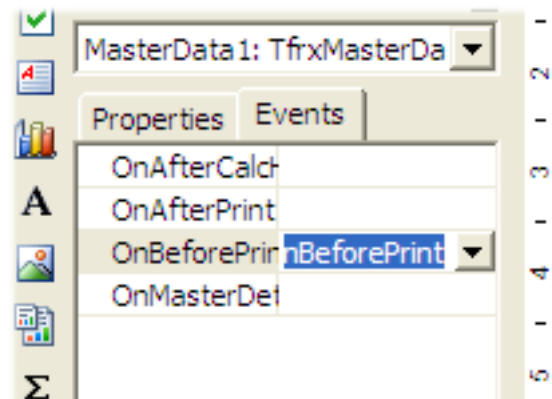 MasterData1: TfrxMasterDa
Properties Events
OnAfterCalcH
OnAfterPrint
OnBeforePrin nBeforePrint
OnMasterDet
A
A
Σ
2
3
4
5